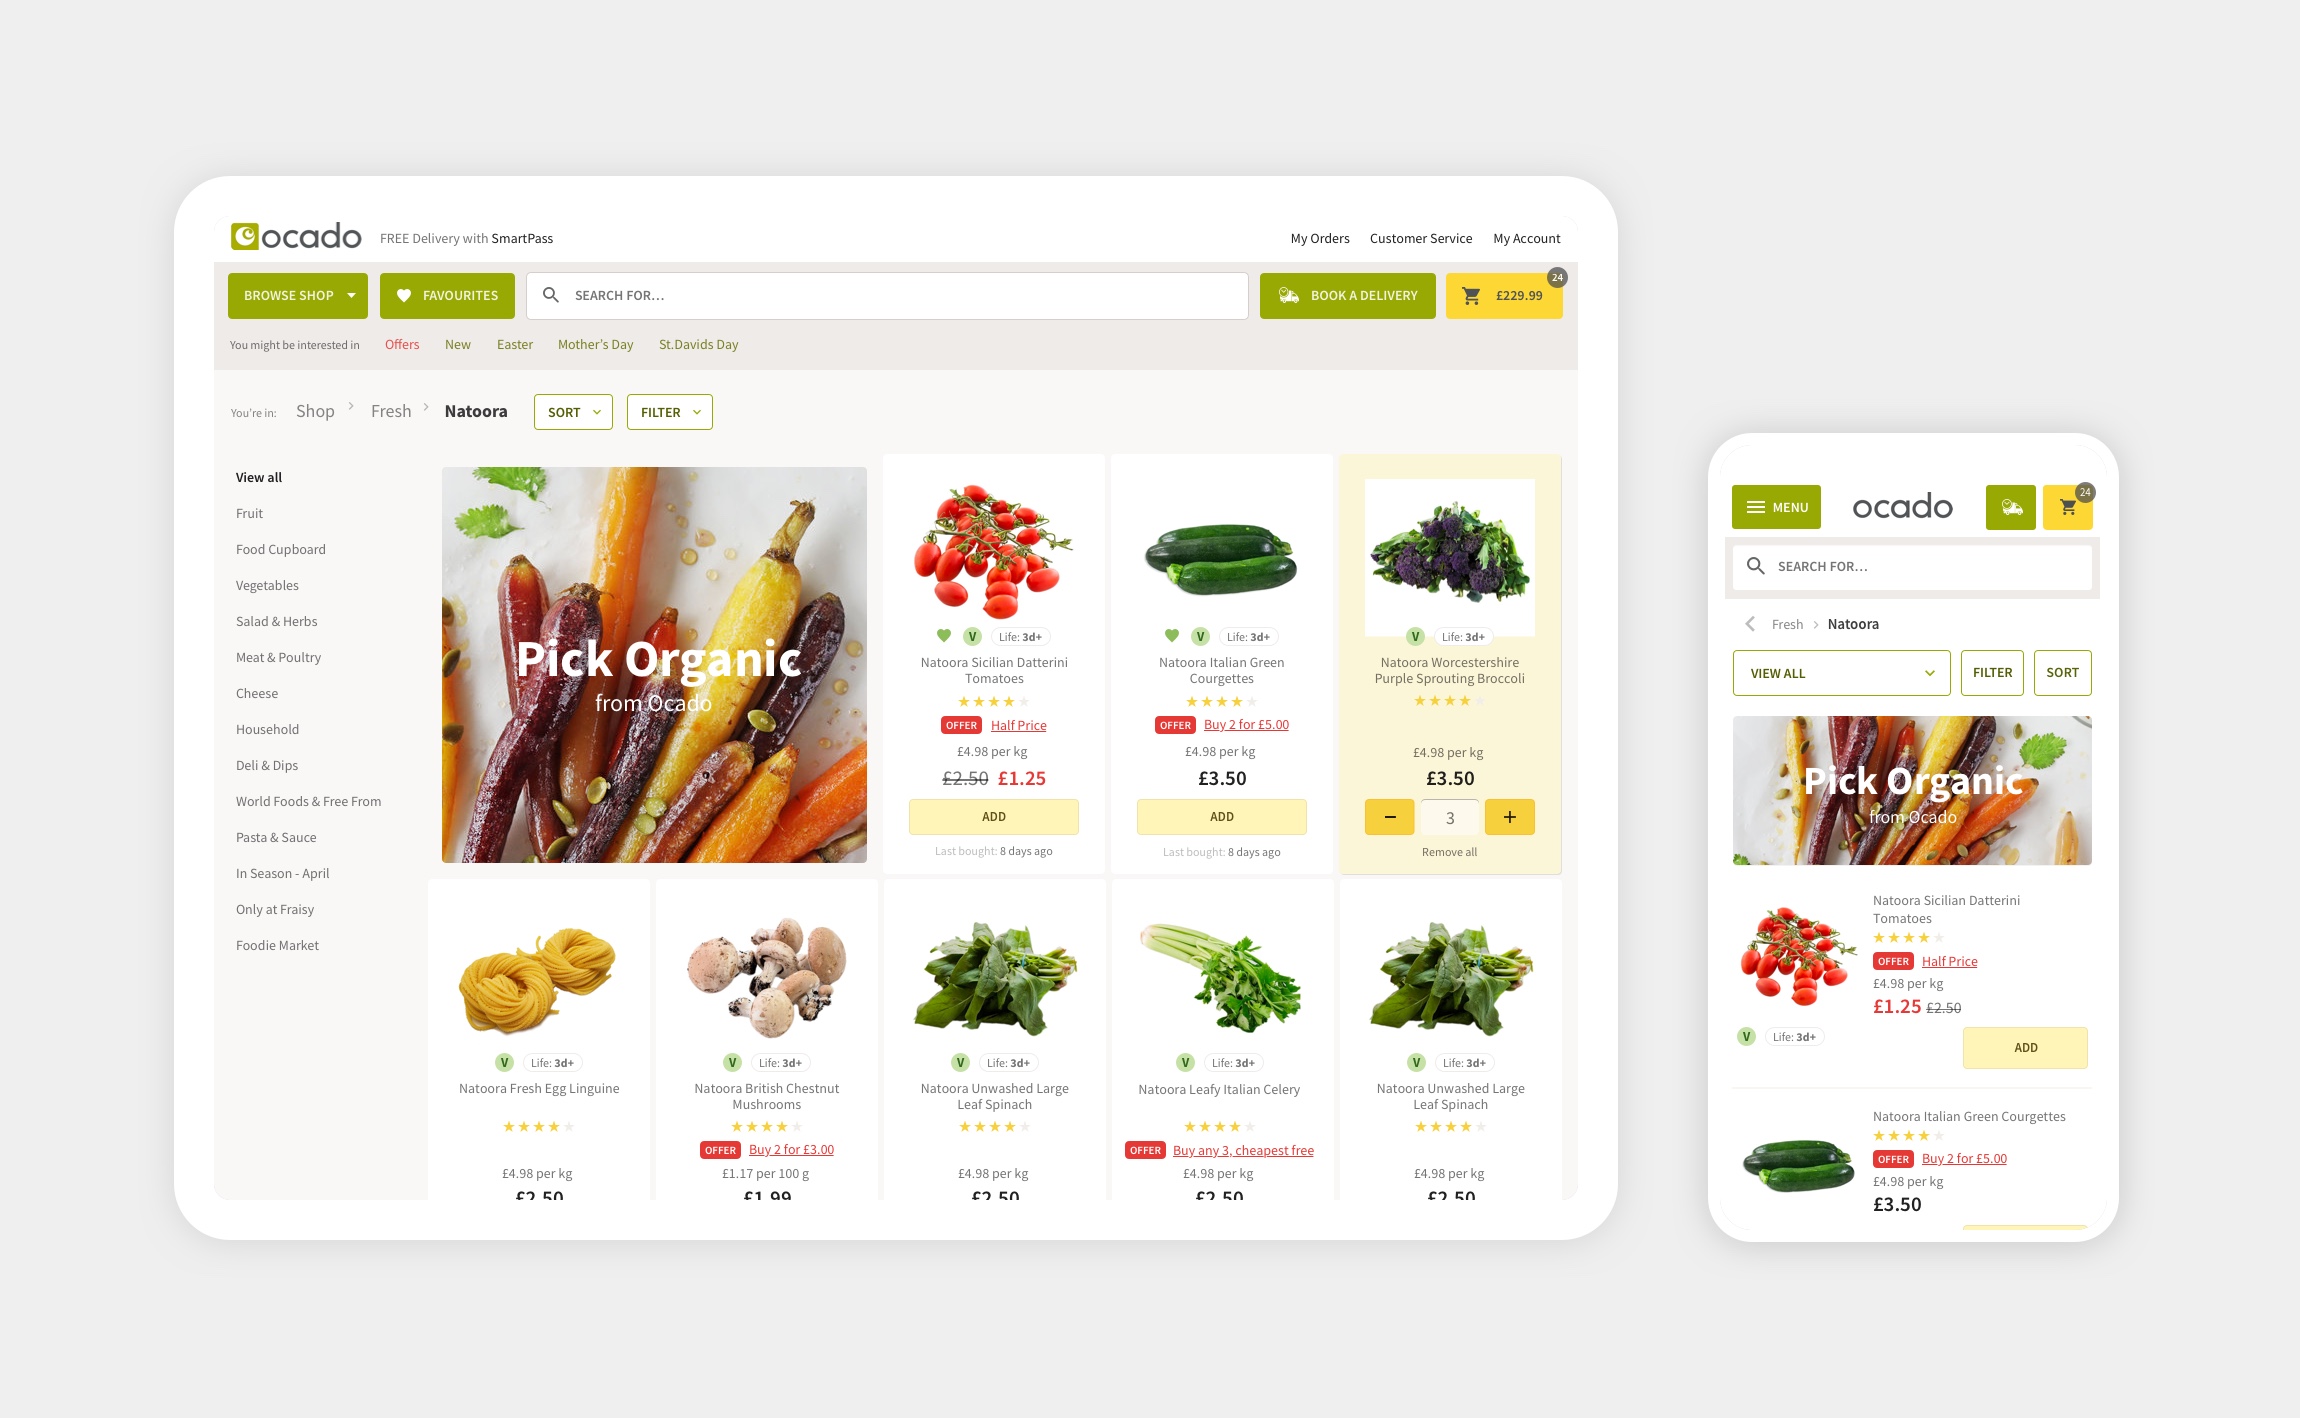 ocado FREE Delivery with SmartPass My Orders Customer Service My Account
BROWSE SHOP FAVOURITES SEARCH FOR... BOOK A DELIVERY £229.99 24
You might be interested in Offers New Easter Mother's Day St.Davids Day
You're in: Shop Fresh Natoora SORT FILTER
View all
Fruit
Food Cupboard
Vegetables
Salad & Herbs
Meat & Poultry
Cheese
Household
Deli & Dips
World Foods & Free From
Pasta & Sauce
In Season - April
Only at Fraisy
Foodie Market
Pick Organic
from Ocado
V Life: 3d+
Natoora Sicilian Datterini
Tomatoes
OFFER Half Price
£4.98 per kg
£2.50 £1.25
ADD
Last bought: 8 days ago
V Life: 3d+
Natoora Italian Green
Courgettes
OFFER Buy 2 for £5.00
£4.98 per kg
£3.50
ADD
Last bought: 8 days ago
V Life: 3d+
Natoora Worcestershire
Purple Sprouting Broccoli
£4.98 per kg
£3.50
− 3 +
Remove all
V Life: 3d+
Natoora Fresh Egg Linguine
£4.98 per kg
£2.50
V Life: 3d+
Natoora British Chestnut
Mushrooms
OFFER Buy 2 for £3.00
£1.17 per 100 g
£1.99
V Life: 3d+
Natoora Unwashed Large
Leaf Spinach
£4.98 per kg
£2.50
V Life: 3d+
Natoora Leafy Italian Celery
OFFER Buy any 3, cheapest free
£4.98 per kg
£2.50
V Life: 3d+
Natoora Unwashed Large
Leaf Spinach
£4.98 per kg
£2.50
MENU ocado 24
SEARCH FOR...
Fresh Natoora
VIEW ALL FILTER SORT
Pick Organic
from Ocado
Natoora Sicilian Datterini
Tomatoes
OFFER Half Price
£4.98 per kg
£1.25 £2.50
V Life: 3d+
ADD
Natoora Italian Green Courgettes
OFFER Buy 2 for £5.00
£4.98 per kg
£3.50